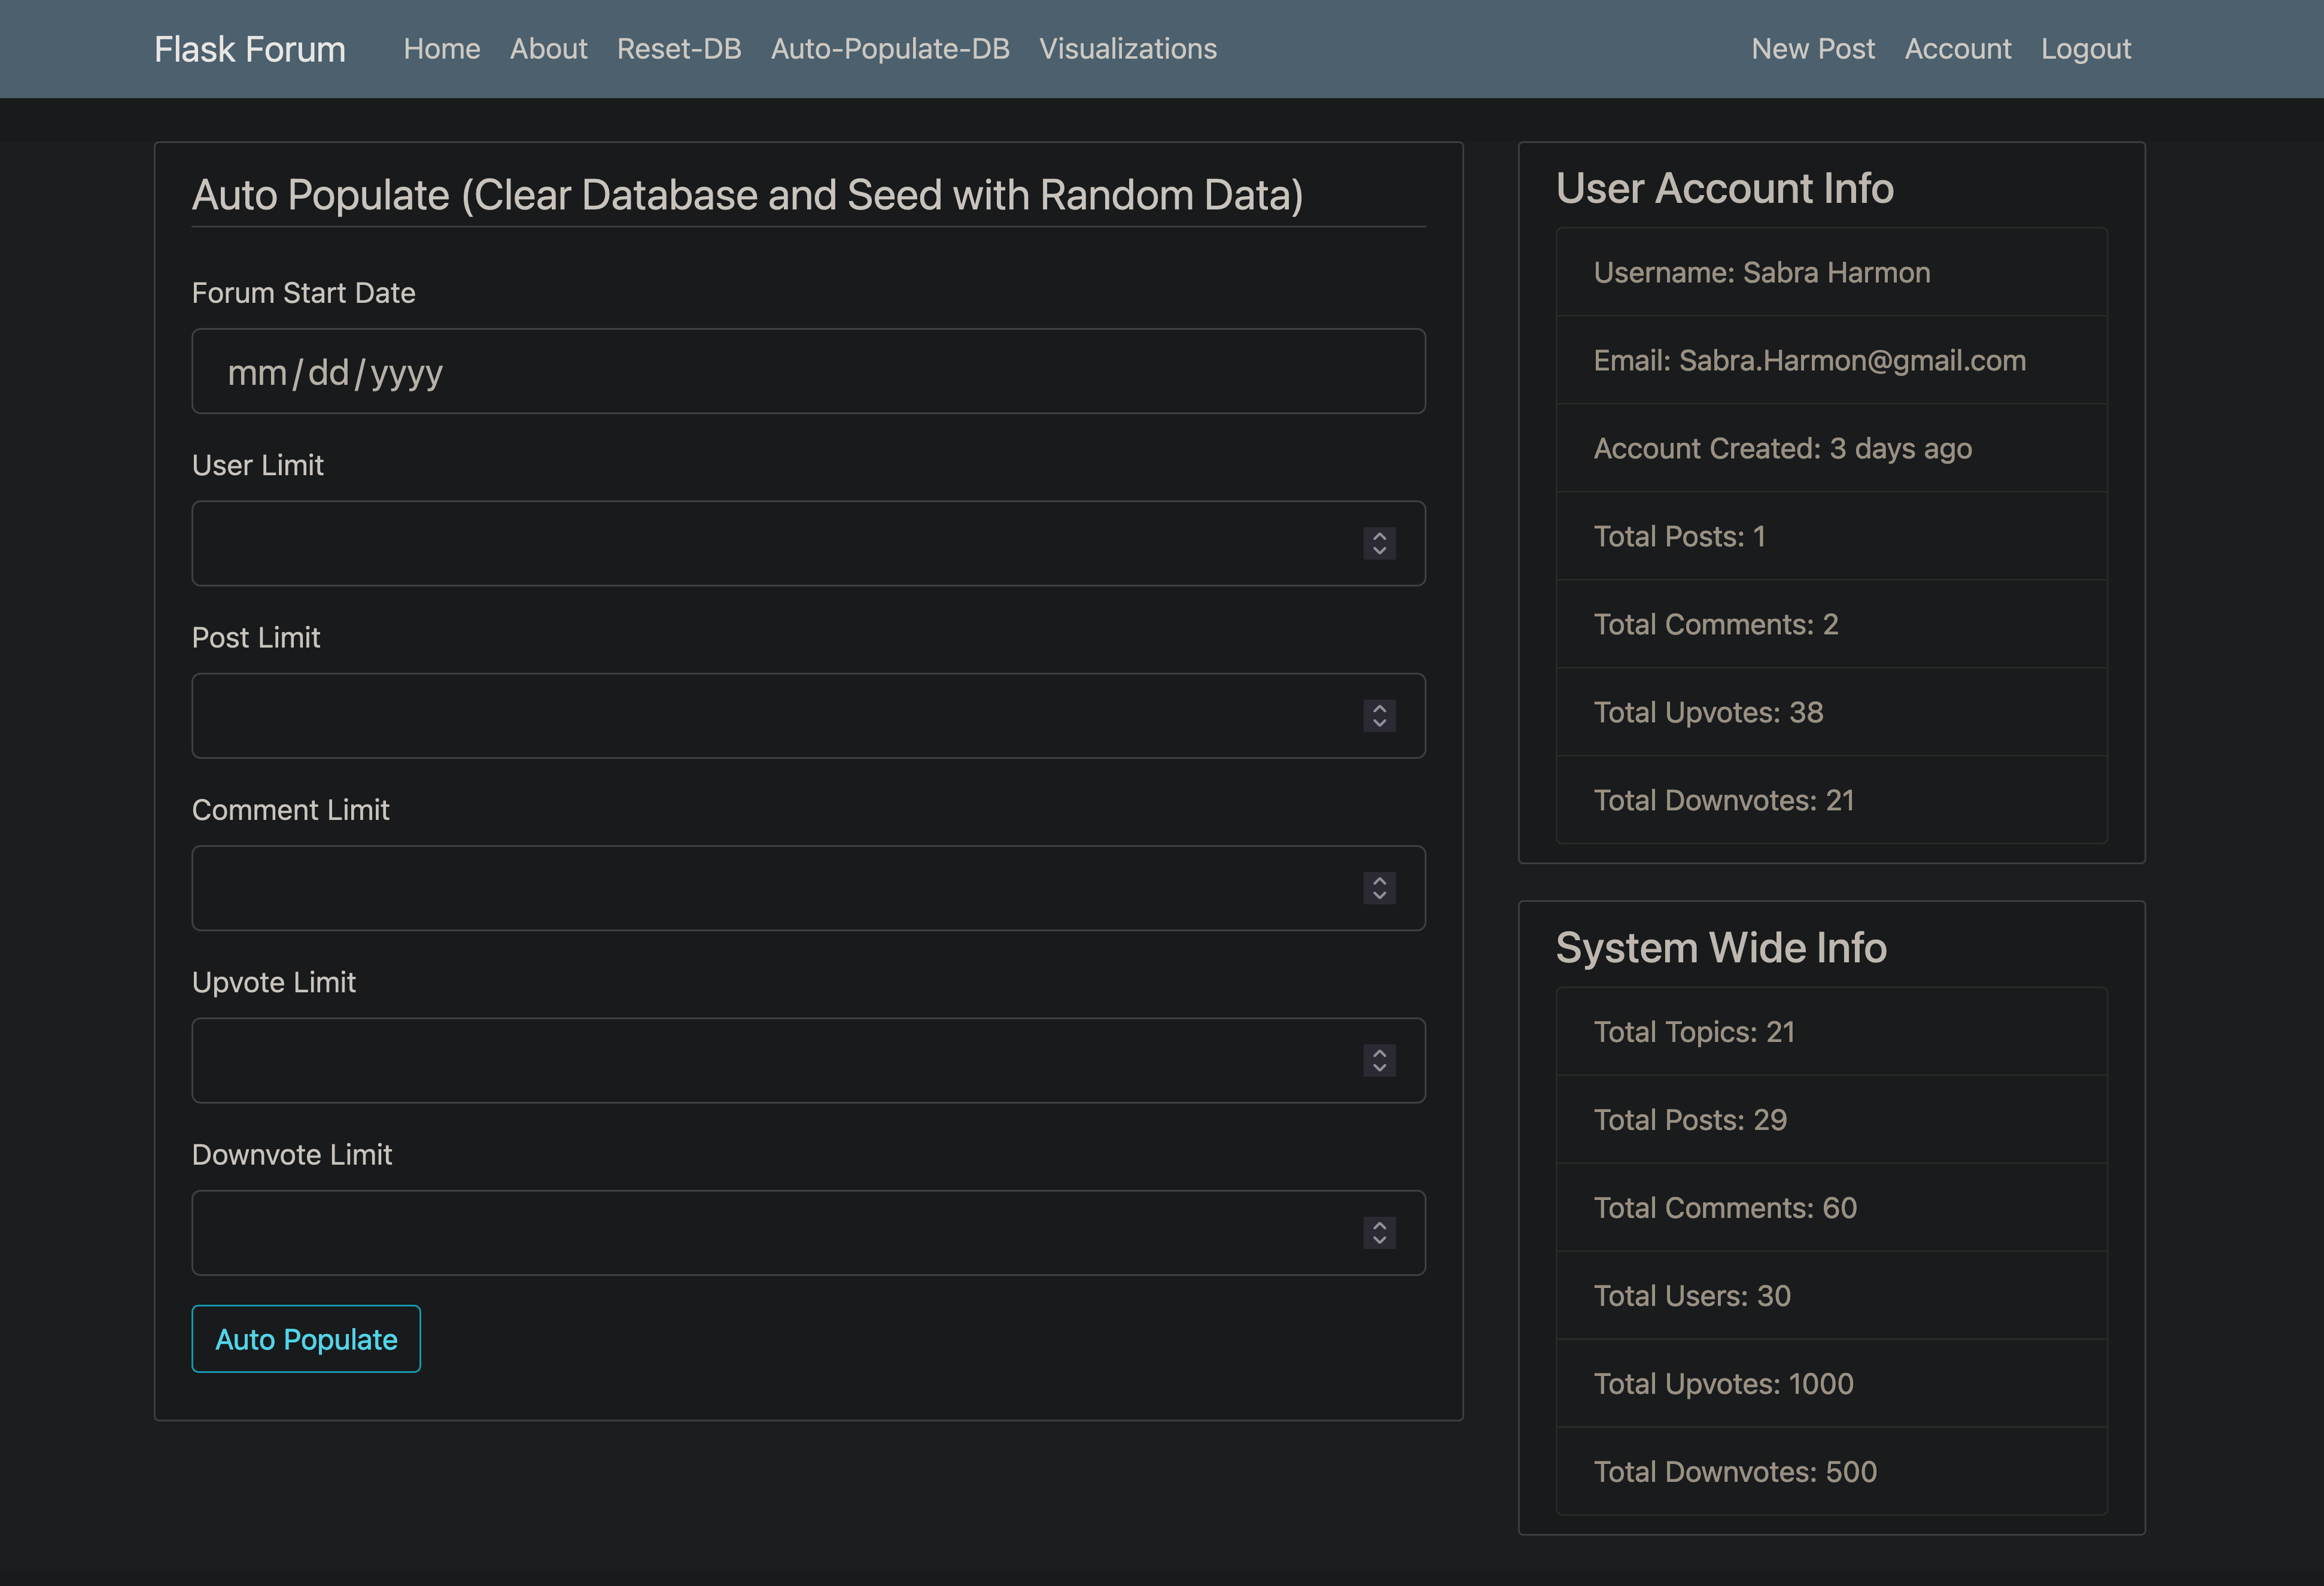 Flask Forum Home About Reset-DB Auto-Populate-DB Visualizations New Post Account Logout
Auto Populate (Clear Database and Seed with Random Data)
Forum Start Date
mm/dd/yyyy
User Limit
Post Limit
Comment Limit
Upvote Limit
Downvote Limit
Auto Populate
User Account Info
Username: Sabra Harmon
Email: Sabra.Harmon@gmail.com
Account Created: 3 days ago
Total Posts: 1
Total Comments: 2
Total Upvotes: 38
Total Downvotes: 21
System Wide Info
Total Topics: 21
Total Posts: 29
Total Comments: 60
Total Users: 30
Total Upvotes: 1000
Total Downvotes: 500